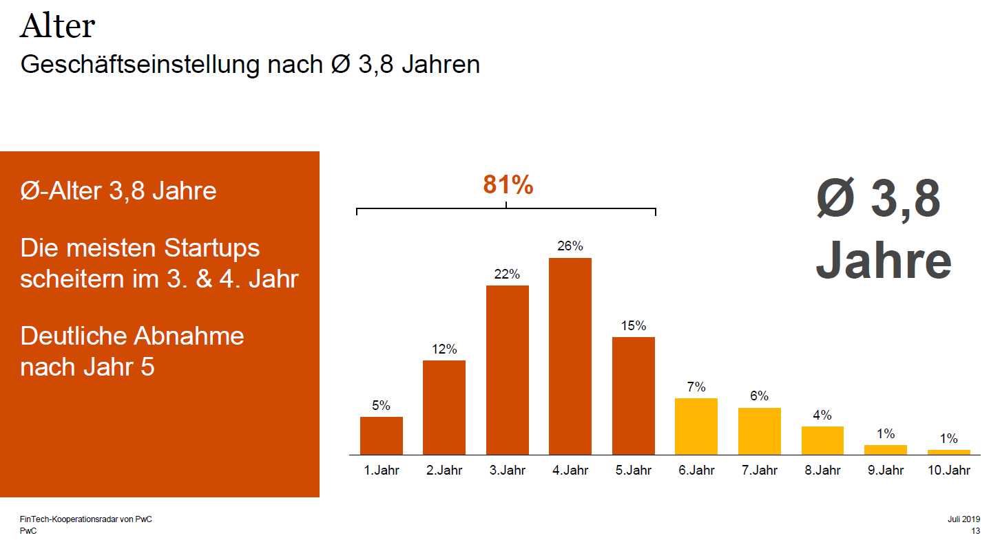 Alter
Geschäftseinstellung nach Ø 3,8 Jahren
Ø-Alter 3,8 Jahre
Die meisten Startups
scheitern im 3. & 4. Jahr
Deutliche Abnahme
nach Jahr 5
81%
Ø 3,8
Jahre
5%
12%
22%
26%
15%
7%
6%
4%
1%
1%
1.Jahr
2.Jahr
3.Jahr
4.Jahr
5.Jahr
6.Jahr
7.Jahr
8.Jahr
9.Jahr
10.Jahr
FinTech-Kooperationsradar von PwC
PwC
Juli 2019
13